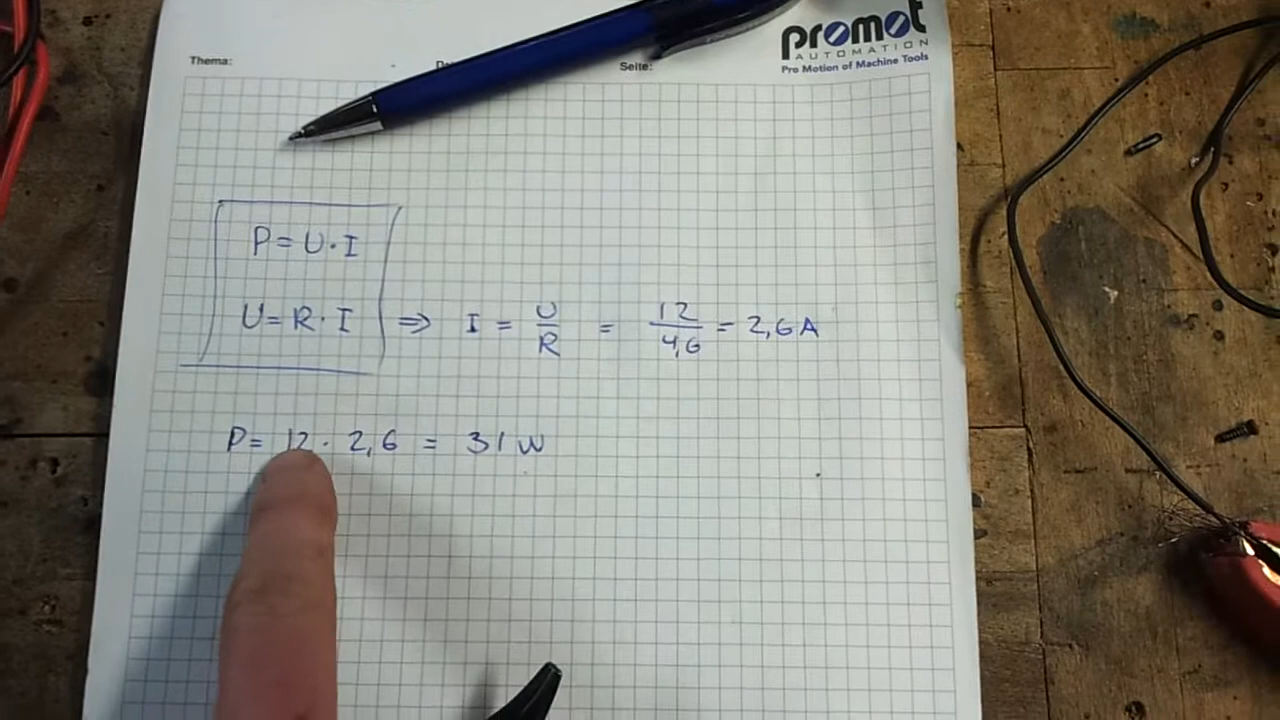 promot
AUTOMATION
Pro Motion of Machine Tools
Thema:
Seite:
P = U · I
U = R · I ⇒ I = U/R = 12/4,6 = 2,6 A
P = 12 · 2,6 = 31 W